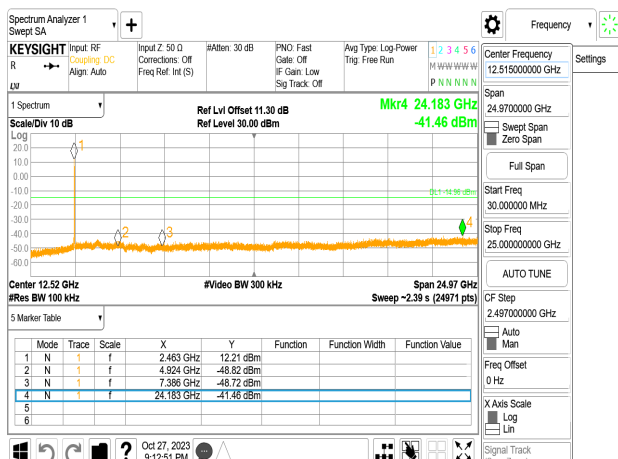 Spectrum Analyzer 1
Swept SA
▼
+
Frequency
▼
KEYSIGHT
R
LXI
Input: RF
Coupling: DC
Align: Auto
Input Z: 50 Ω
Corrections: Off
Freq Ref: Int (S)
#Atten: 30 dB
PNO: Fast
Gate: Off
IF Gain: Low
Sig Track: Off
Avg Type: Log-Power
Trig: Free Run
1 2 3 4 5 6
M W W W W W
P N N N N N
1 Spectrum
▼
Scale/Div 10 dB
Log
Ref Lvl Offset 11.30 dB
Ref Level 30.00 dBm
Mkr4 24.183 GHz
-41.46 dBm
20.0
10.0
0.00
-10.0
-20.0
-30.0
-40.0
-50.0
-60.0
1
2
3
4
Center 12.52 GHz
#Res BW 100 kHz
#Video BW 300 kHz
Span 24.97 GHz
Sweep ~2.39 s (24971 pts)
5 Marker Table
▼
Mode Trace Scale X Y Function Function Width Function Value
1 N 1 f 2.463 GHz 12.21 dBm
2 N 1 f 4.924 GHz -48.82 dBm
3 N 1 f 7.386 GHz -48.72 dBm
4 N 1 f 24.183 GHz -41.46 dBm
5
6
?
Oct 27, 2023
9:12:51 PM
Center Frequency
12.515000000 GHz
Span
24.9700000 GHz
Swept Span
Zero Span
Full Span
Start Freq
30.000000 MHz
Stop Freq
25.000000000 GHz
AUTO TUNE
CF Step
2.497000000 GHz
Auto
Man
Freq Offset
0 Hz
X Axis Scale
Log
Lin
Signal Track
Settings